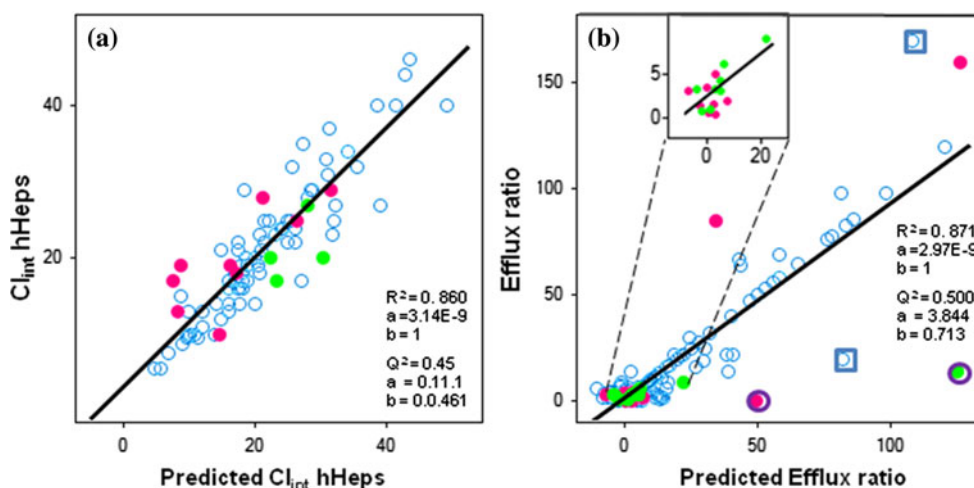 (a)
40
20
Cl_int hHeps
R² = 0.860
a=3.14E-9
b = 1
Q² = 0.45
a = 0.11.1
b = 0.0.461
0 20 40
Predicted Cl_int hHeps
(b)
150
100
50
0
Efflux ratio
5
0
0 20
R² = 0.871
a=2.97E-9
b = 1
Q² = 0.500
a = 3.844
b = 0.713
0 50 100
Predicted Efflux ratio